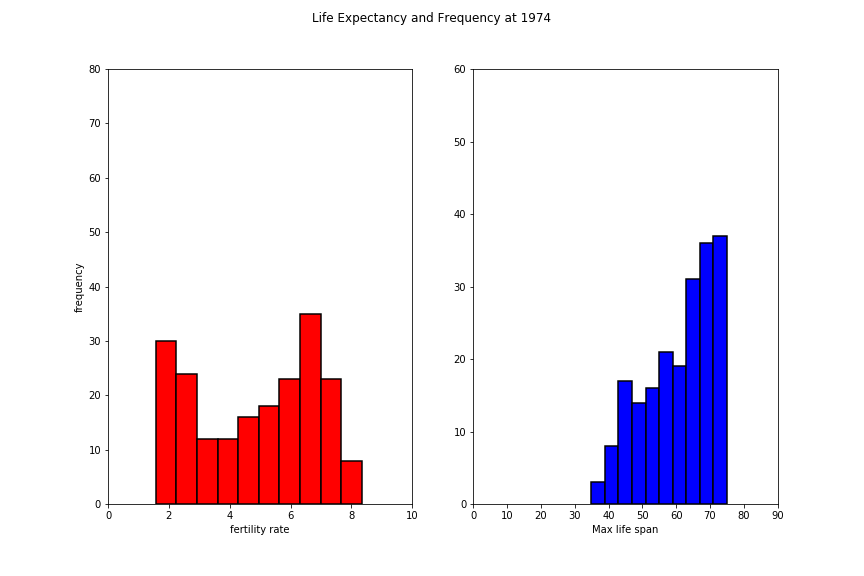 Life Expectancy and Frequency at 1974
80
70
60
50
40
30
20
10
0
frequency
0 2 4 6 8 10
fertility rate
60
50
40
30
20
10
0
0 10 20 30 40 50 60 70 80 90
Max life span